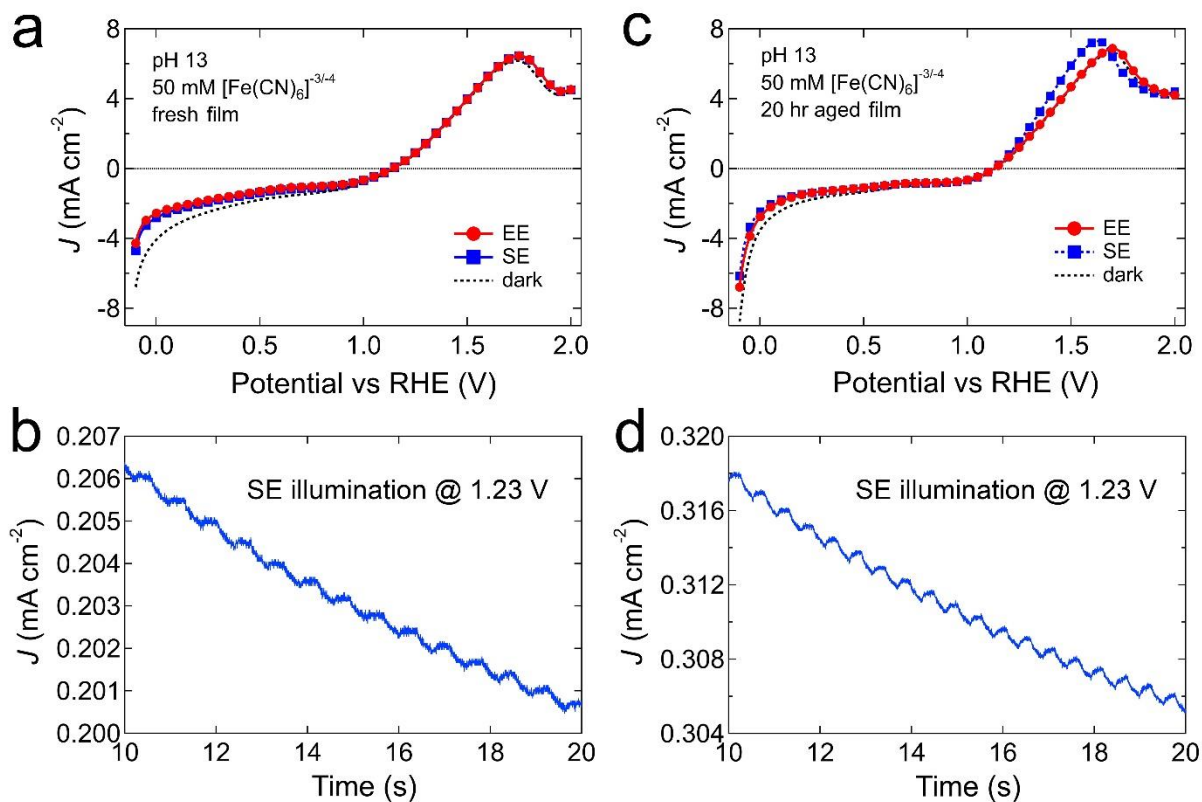 a
8
4
0
-4
-8
J (mA cm-2)
pH 13
50 mM [Fe(CN)6]-3/-4
fresh film
EE
SE
dark
0.0 0.5 1.0 1.5 2.0
Potential vs RHE (V)
c
8
4
0
-4
-8
J (mA cm-2)
pH 13
50 mM [Fe(CN)6]-3/-4
20 hr aged film
EE
SE
dark
0.0 0.5 1.0 1.5 2.0
Potential vs RHE (V)
b
0.207
0.206
0.205
0.204
0.203
0.202
0.201
0.200
J (mA cm-2)
SE illumination @ 1.23 V
10 12 14 16 18 20
Time (s)
d
0.320
0.316
0.312
0.308
0.304
J (mA cm-2)
SE illumination @ 1.23 V
10 12 14 16 18 20
Time (s)